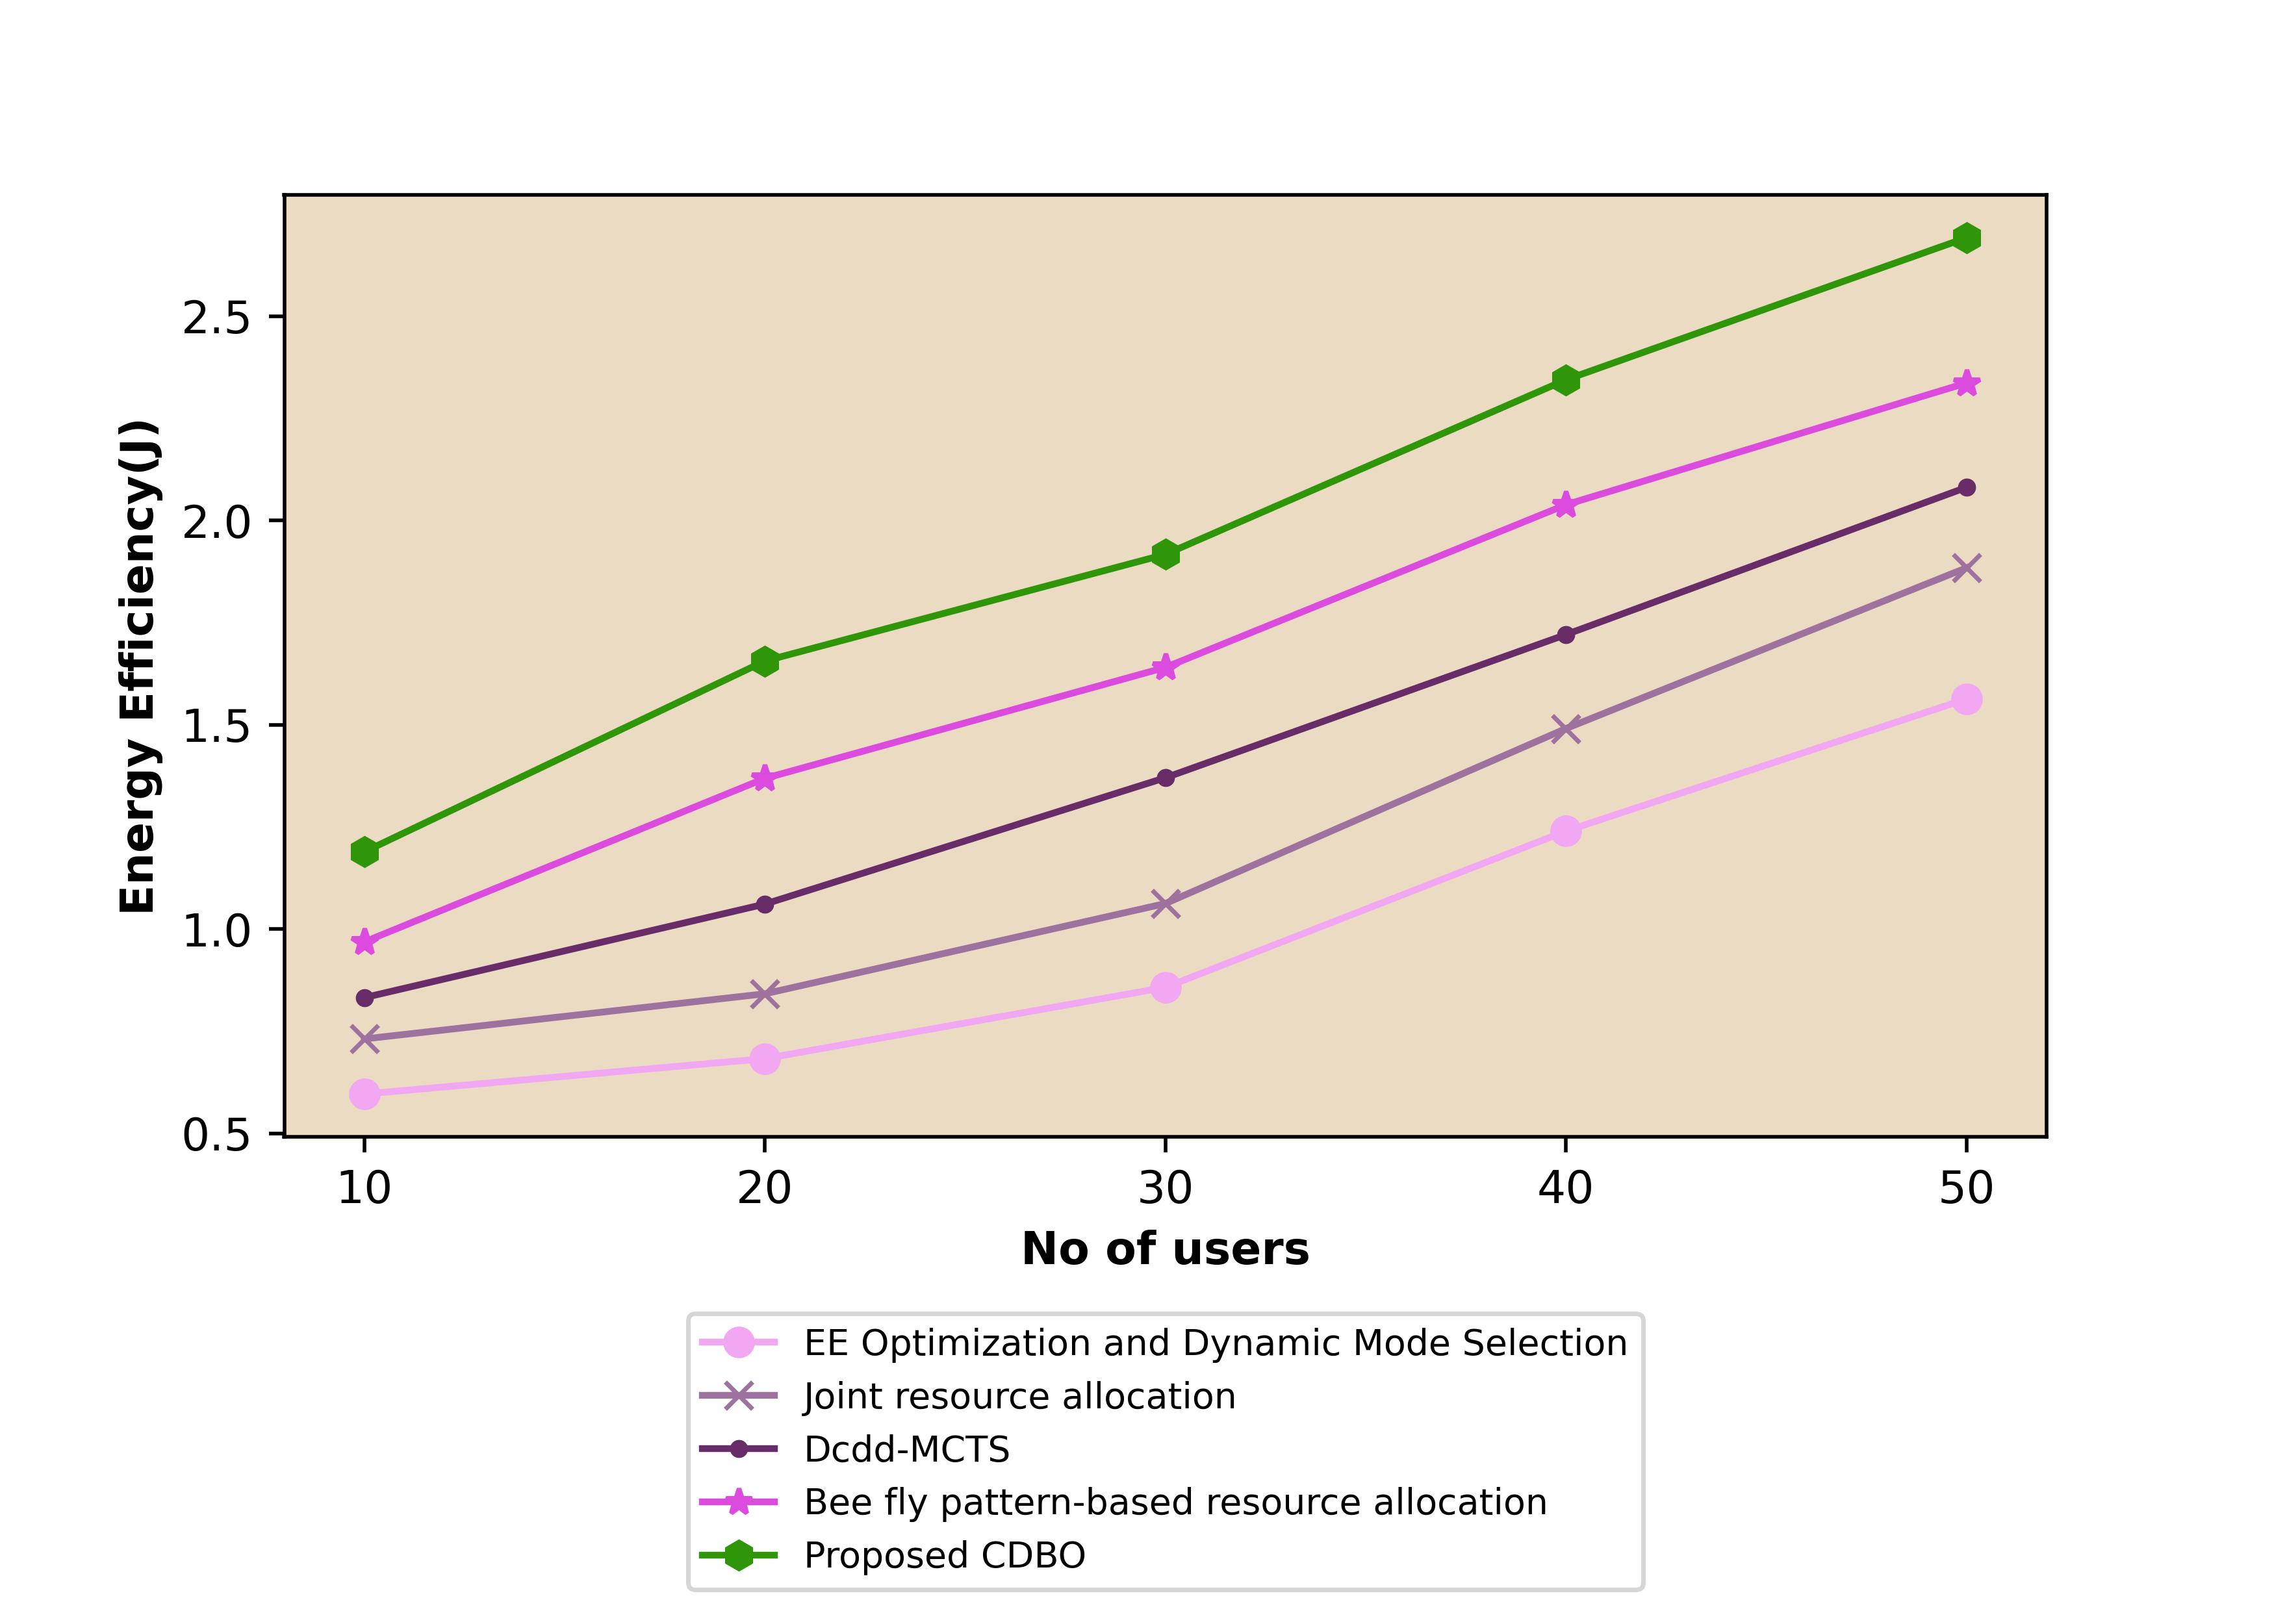 Energy Efficiency(J)
2.5
2.0
1.5
1.0
0.5
10 20 30 40 50
No of users
EE Optimization and Dynamic Mode Selection
Joint resource allocation
Dcdd-MCTS
Bee fly pattern-based resource allocation
Proposed CDBO